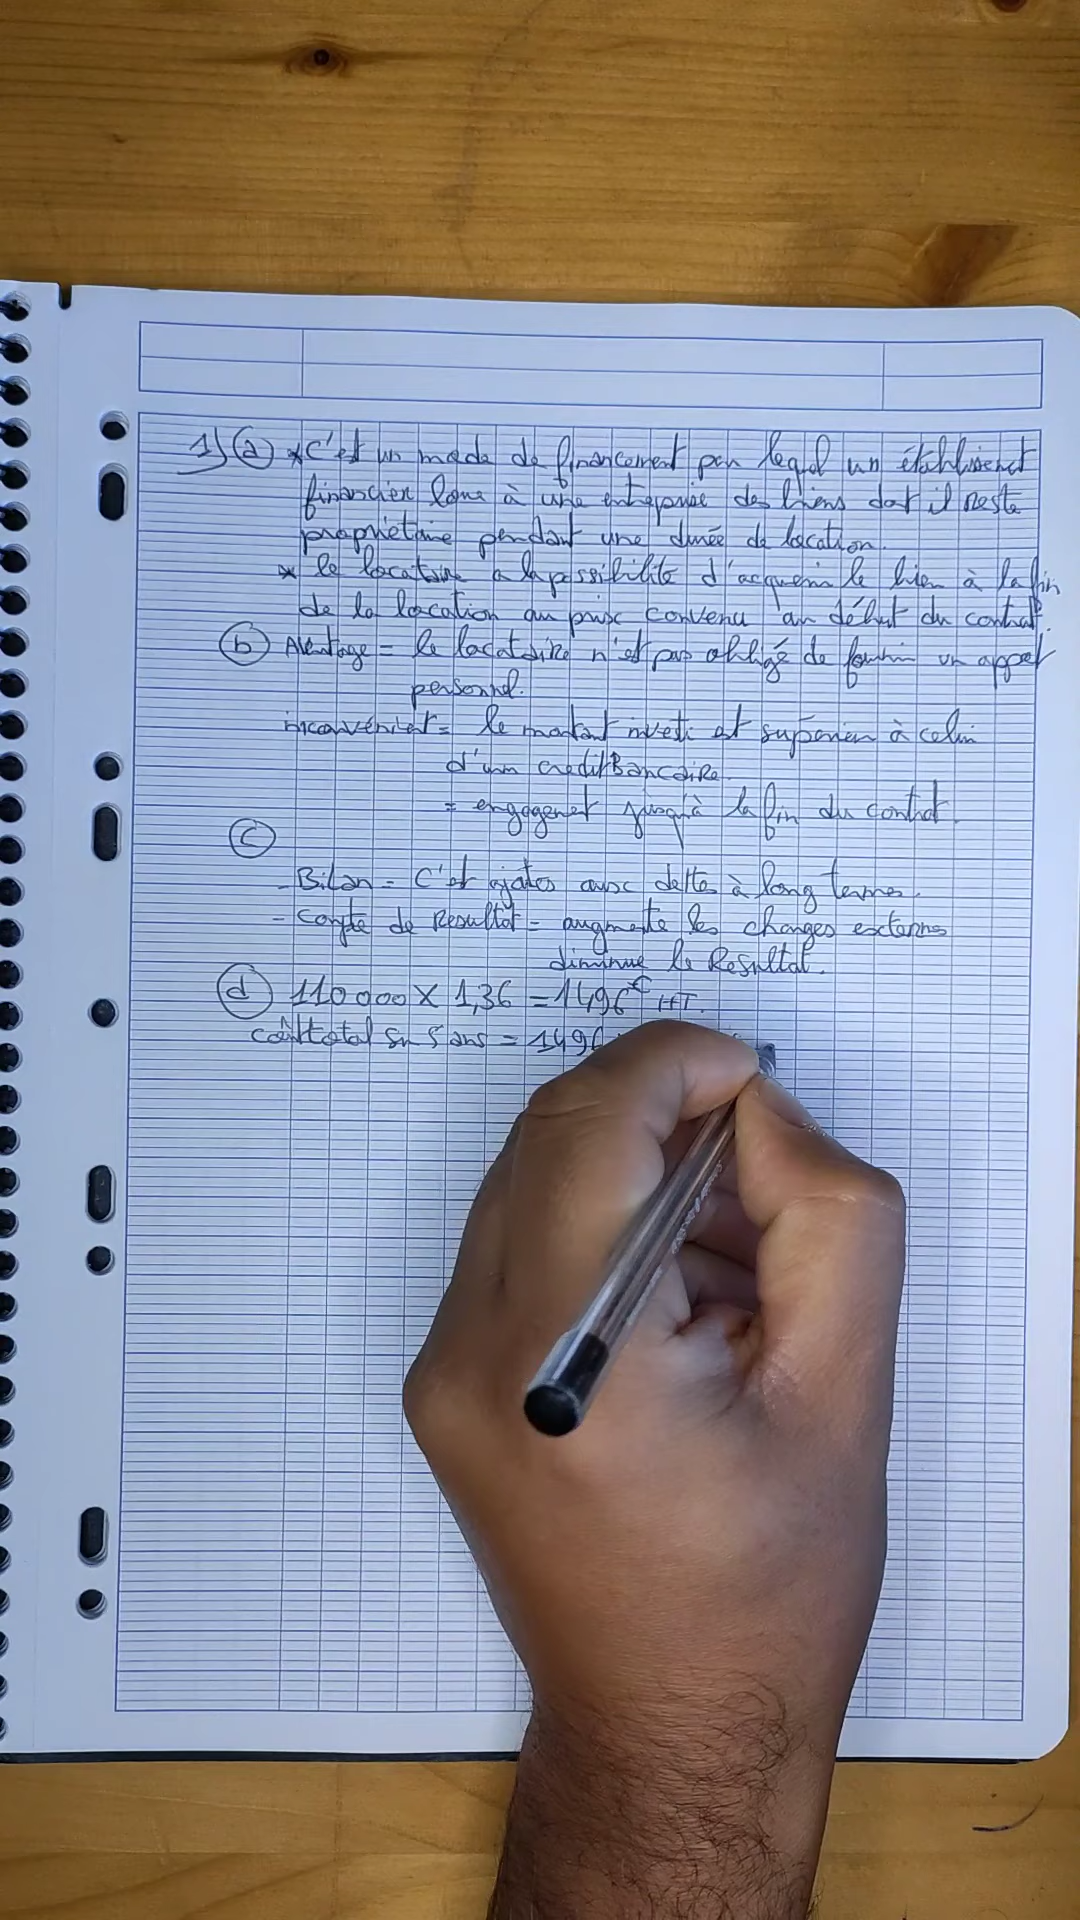 1) (a) * C'est un mode de financement par lequel un établissement
financier loue à une entreprise des biens dont il reste
propriétaire pendant une durée de location.
* le locataire a la possibilité d'acquérir le bien à la fin
de la location au prix convenu au début du contrat.
(b) Avantage = le locataire n'est pas obligé de fournir un apport
personnel.
inconvénient = le montant investi est supérieur à celui
d'un crédit Bancaire.
= engagement jusqu'à la fin du contrat.
(c)
- Bilan = C'est ajouter aux dettes à long termes.
- Compte de Résultat = augmente les charges externes
diminue le Résultat.
(d) 110 000 X 1,36 = 1496€ HT.
coût total sur 5 ans = 1496